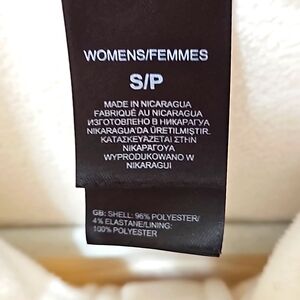 WOMENS/FEMMES
S/P
MADE IN NICARAGUA
FABRIQUÉ AU NICARAGUA
ИЗГОТОВЛЕНО В НИКАРАГУА
NIKARAGUA'DA ÜRETILMIŞTIR.
ΚΑΤΑΣΚΕΥΑΖΕΤΑΙ ΣΤΗΝ
ΝΙΚΑΡΑΓΟΥΑ
WYPRODUKOWANO W
NIKARAGUI
GB: SHELL: 96% POLYESTER/
4% ELASTANE/LINING:
100% POLYESTER